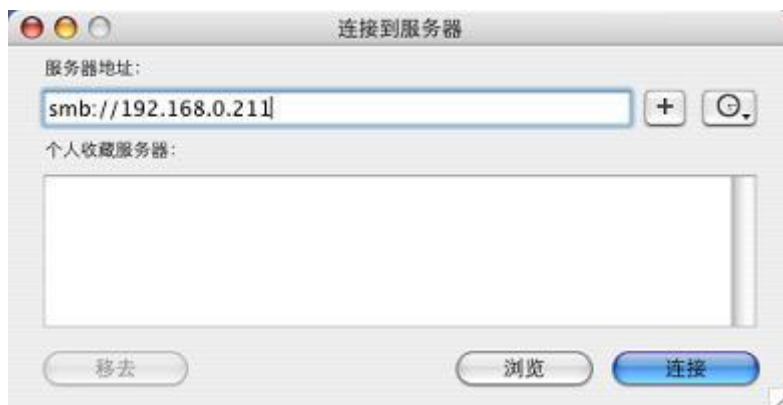 连接到服务器
服务器地址:
smb://192.168.0.211
+
个人收藏服务器:
移去
浏览
连接